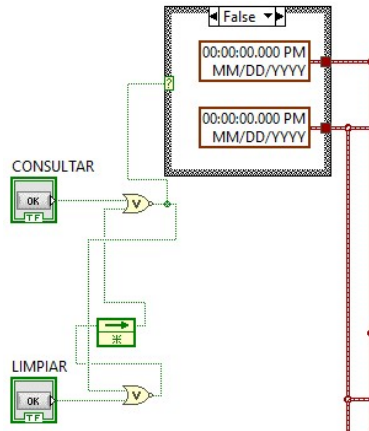 False
00:00:00.000 PM
MM/DD/YYYY
?
00:00:00.000 PM
MM/DD/YYYY
CONSULTAR
OK
TF
V
LIMPIAR
OK
TF
V